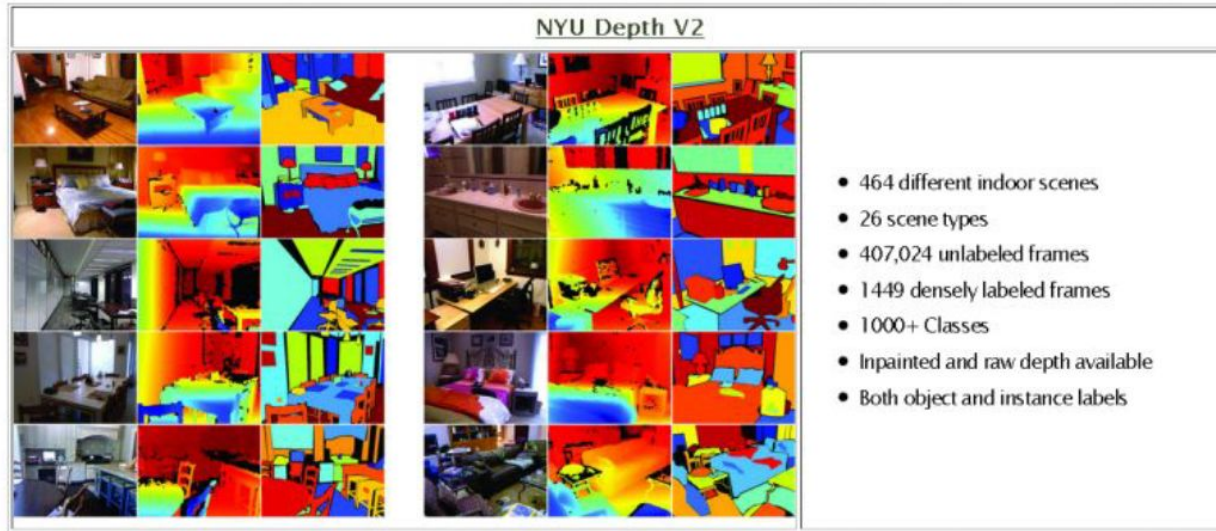 NYU Depth V2
• 464 different indoor scenes
• 26 scene types
• 407,024 unlabeled frames
• 1449 densely labeled frames
• 1000+ Classes
• Inpainted and raw depth available
• Both object and instance labels